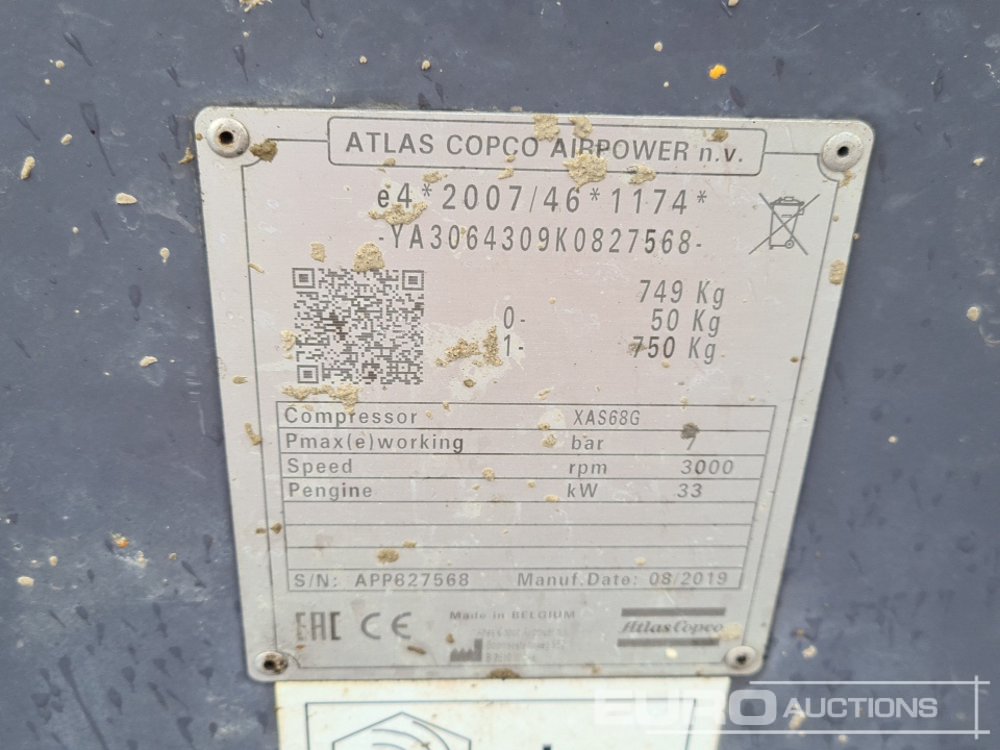 ATLAS COPCO AIRPOWER n.v.
e4*2007/46*1174*
-YA3064309K0827568-
749 Kg
0- 50 Kg
1- 750 Kg
Compressor XAS68G
Pmax(e)working bar 7
Speed rpm 3000
Pengine kW 33
S/N: APP827568 Manuf.Date: 08/2019
EAC CE Made in BELGIUM Atlas Copco
EURO AUCTIONS